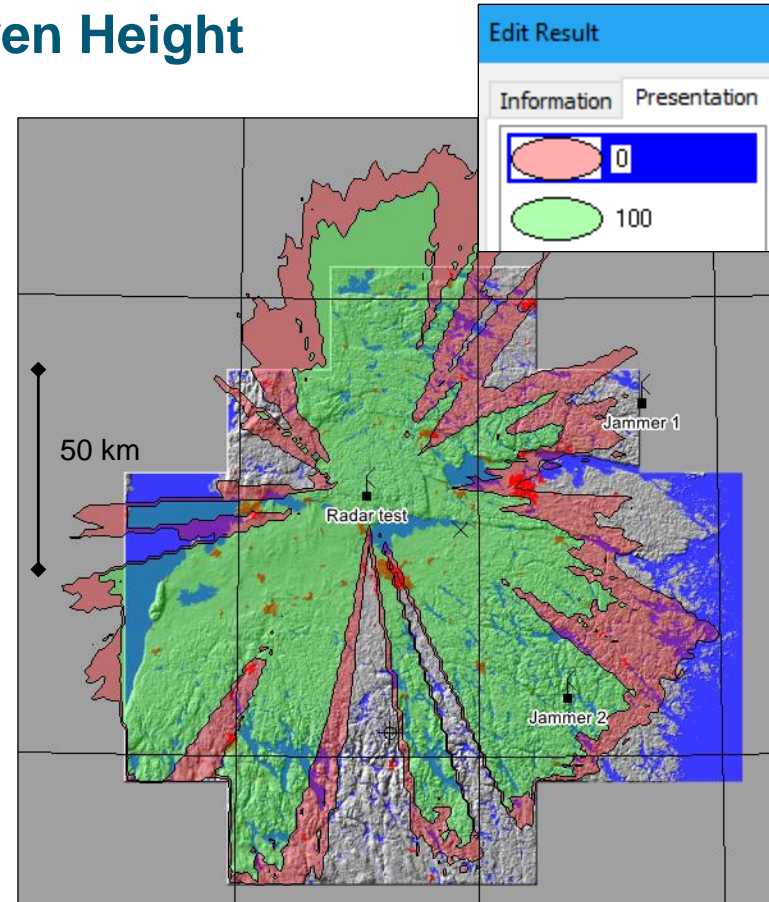 en Height
Edit Result
Information Presentation
0
100
50 km
Jammer 1
Radar test
Jammer 2